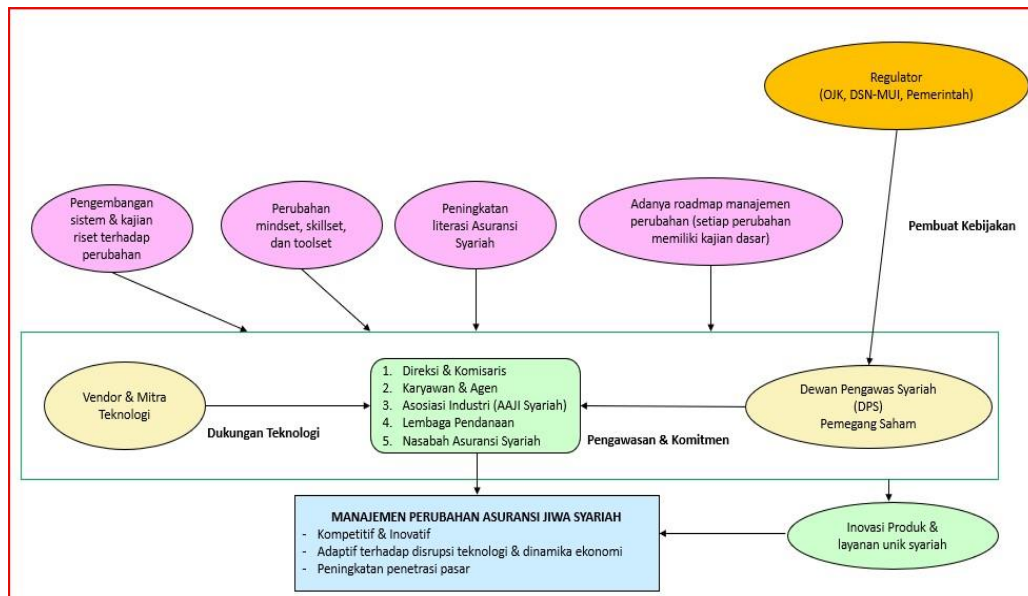 Regulator
(OJK, DSN-MUI, Pemerintah)
Pengembangan
sistem & kajian
riset terhadap
perubahan
Perubahan
mindset, skillset,
dan toolset
Peningkatan
literasi Asuransi
Syariah
Adanya roadmap manajemen
perubahan (setiap perubahan
memiliki kajian dasar)
Pembuat Kebijakan
Vendor & Mitra
Teknologi
Dukungan Teknologi
1. Direksi & Komisaris
2. Karyawan & Agen
3. Asosiasi Industri (AAJI Syariah)
4. Lembaga Pendanaan
5. Nasabah Asuransi Syariah
Pengawasan & Komitmen
Dewan Pengawas Syariah
(DPS)
Pemegang Saham
MANAJEMEN PERUBAHAN ASURANSI JIWA SYARIAH
- Kompetitif & Inovatif
- Adaptif terhadap disrupsi teknologi & dinamika ekonomi
- Peningkatan penetrasi pasar
Inovasi Produk &
layanan unik syariah